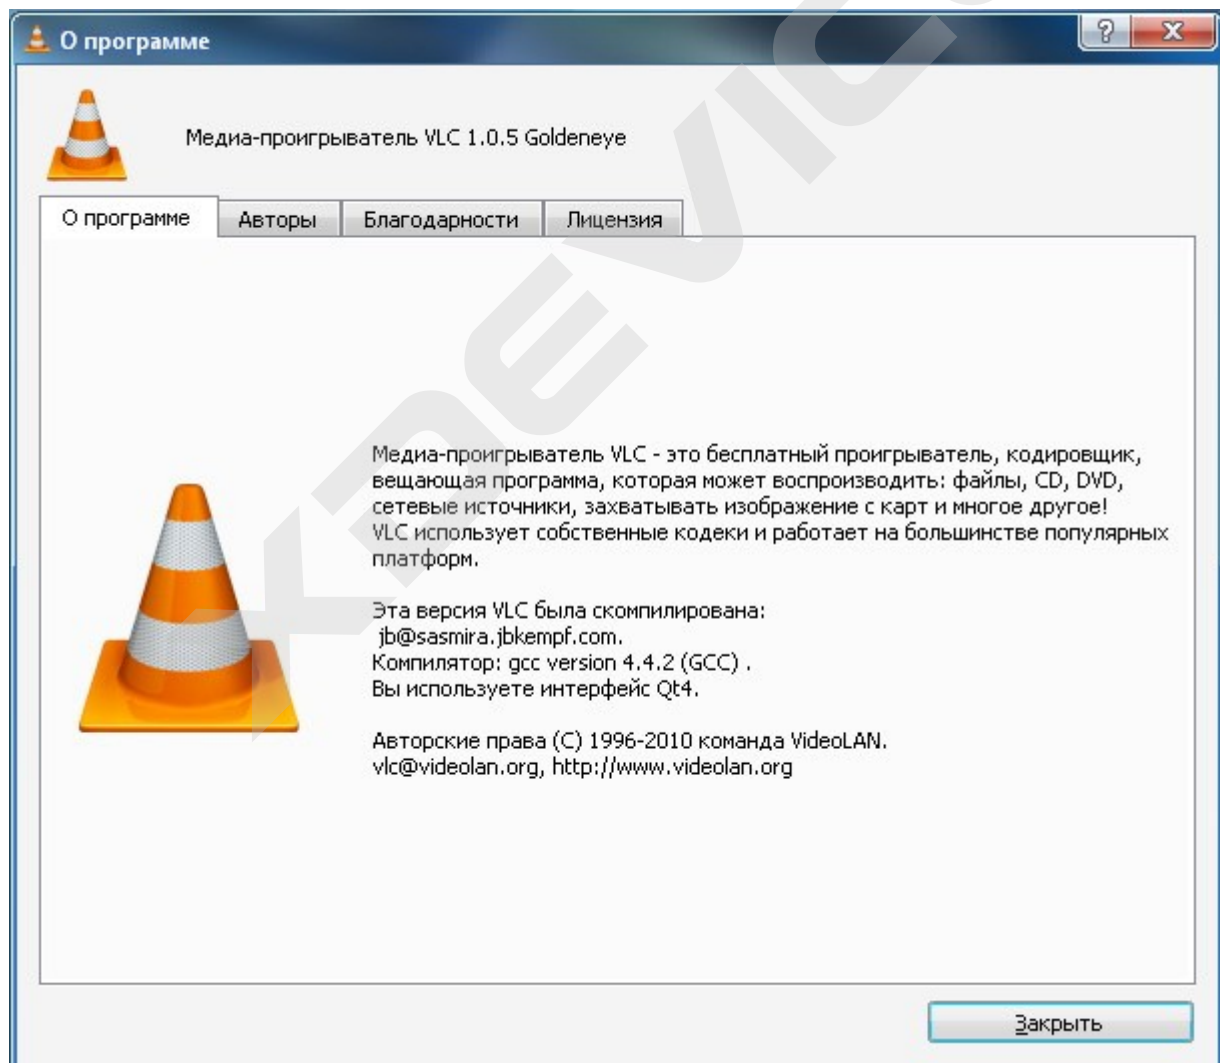 О программе
Медиа-проигрыватель VLC 1.0.5 Goldeneye
О программе
Авторы
Благодарности
Лицензия
Медиа-проигрыватель VLC - это бесплатный проигрыватель, кодировщик,
вещающая программа, которая может воспроизводить: файлы, CD, DVD,
сетевые источники, захватывать изображение с карт и многое другое!
VLC использует собственные кодеки и работает на большинстве популярных
платформ.
Эта версия VLC была скомпилирована:
jb@sasmira.jbkempf.com.
Компилятор: gcc version 4.4.2 (GCC) .
Вы используете интерфейс Qt4.
Авторские права (C) 1996-2010 команда VideoLAN.
vlc@videolan.org, http://www.videolan.org
Закрыть